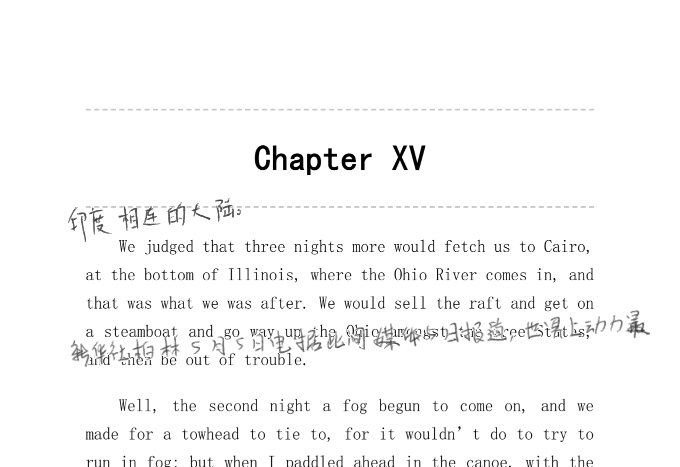 Chapter XV
印度相连的大陆。
We judged that three nights more would fetch us to Cairo,
at the bottom of Illinois, where the Ohio River comes in, and
that was what we was after. We would sell the raft and get on
a steamboat and go way up the Ohio amongst the free States,
新华社柏林5月5日电据此间媒体5日报道,世界上动力最
and then be out of trouble.
Well, the second night a fog begun to come on, and we
made for a towhead to tie to, for it wouldn’t do to try to
run in fog; but when I paddled ahead in the canoe, with the